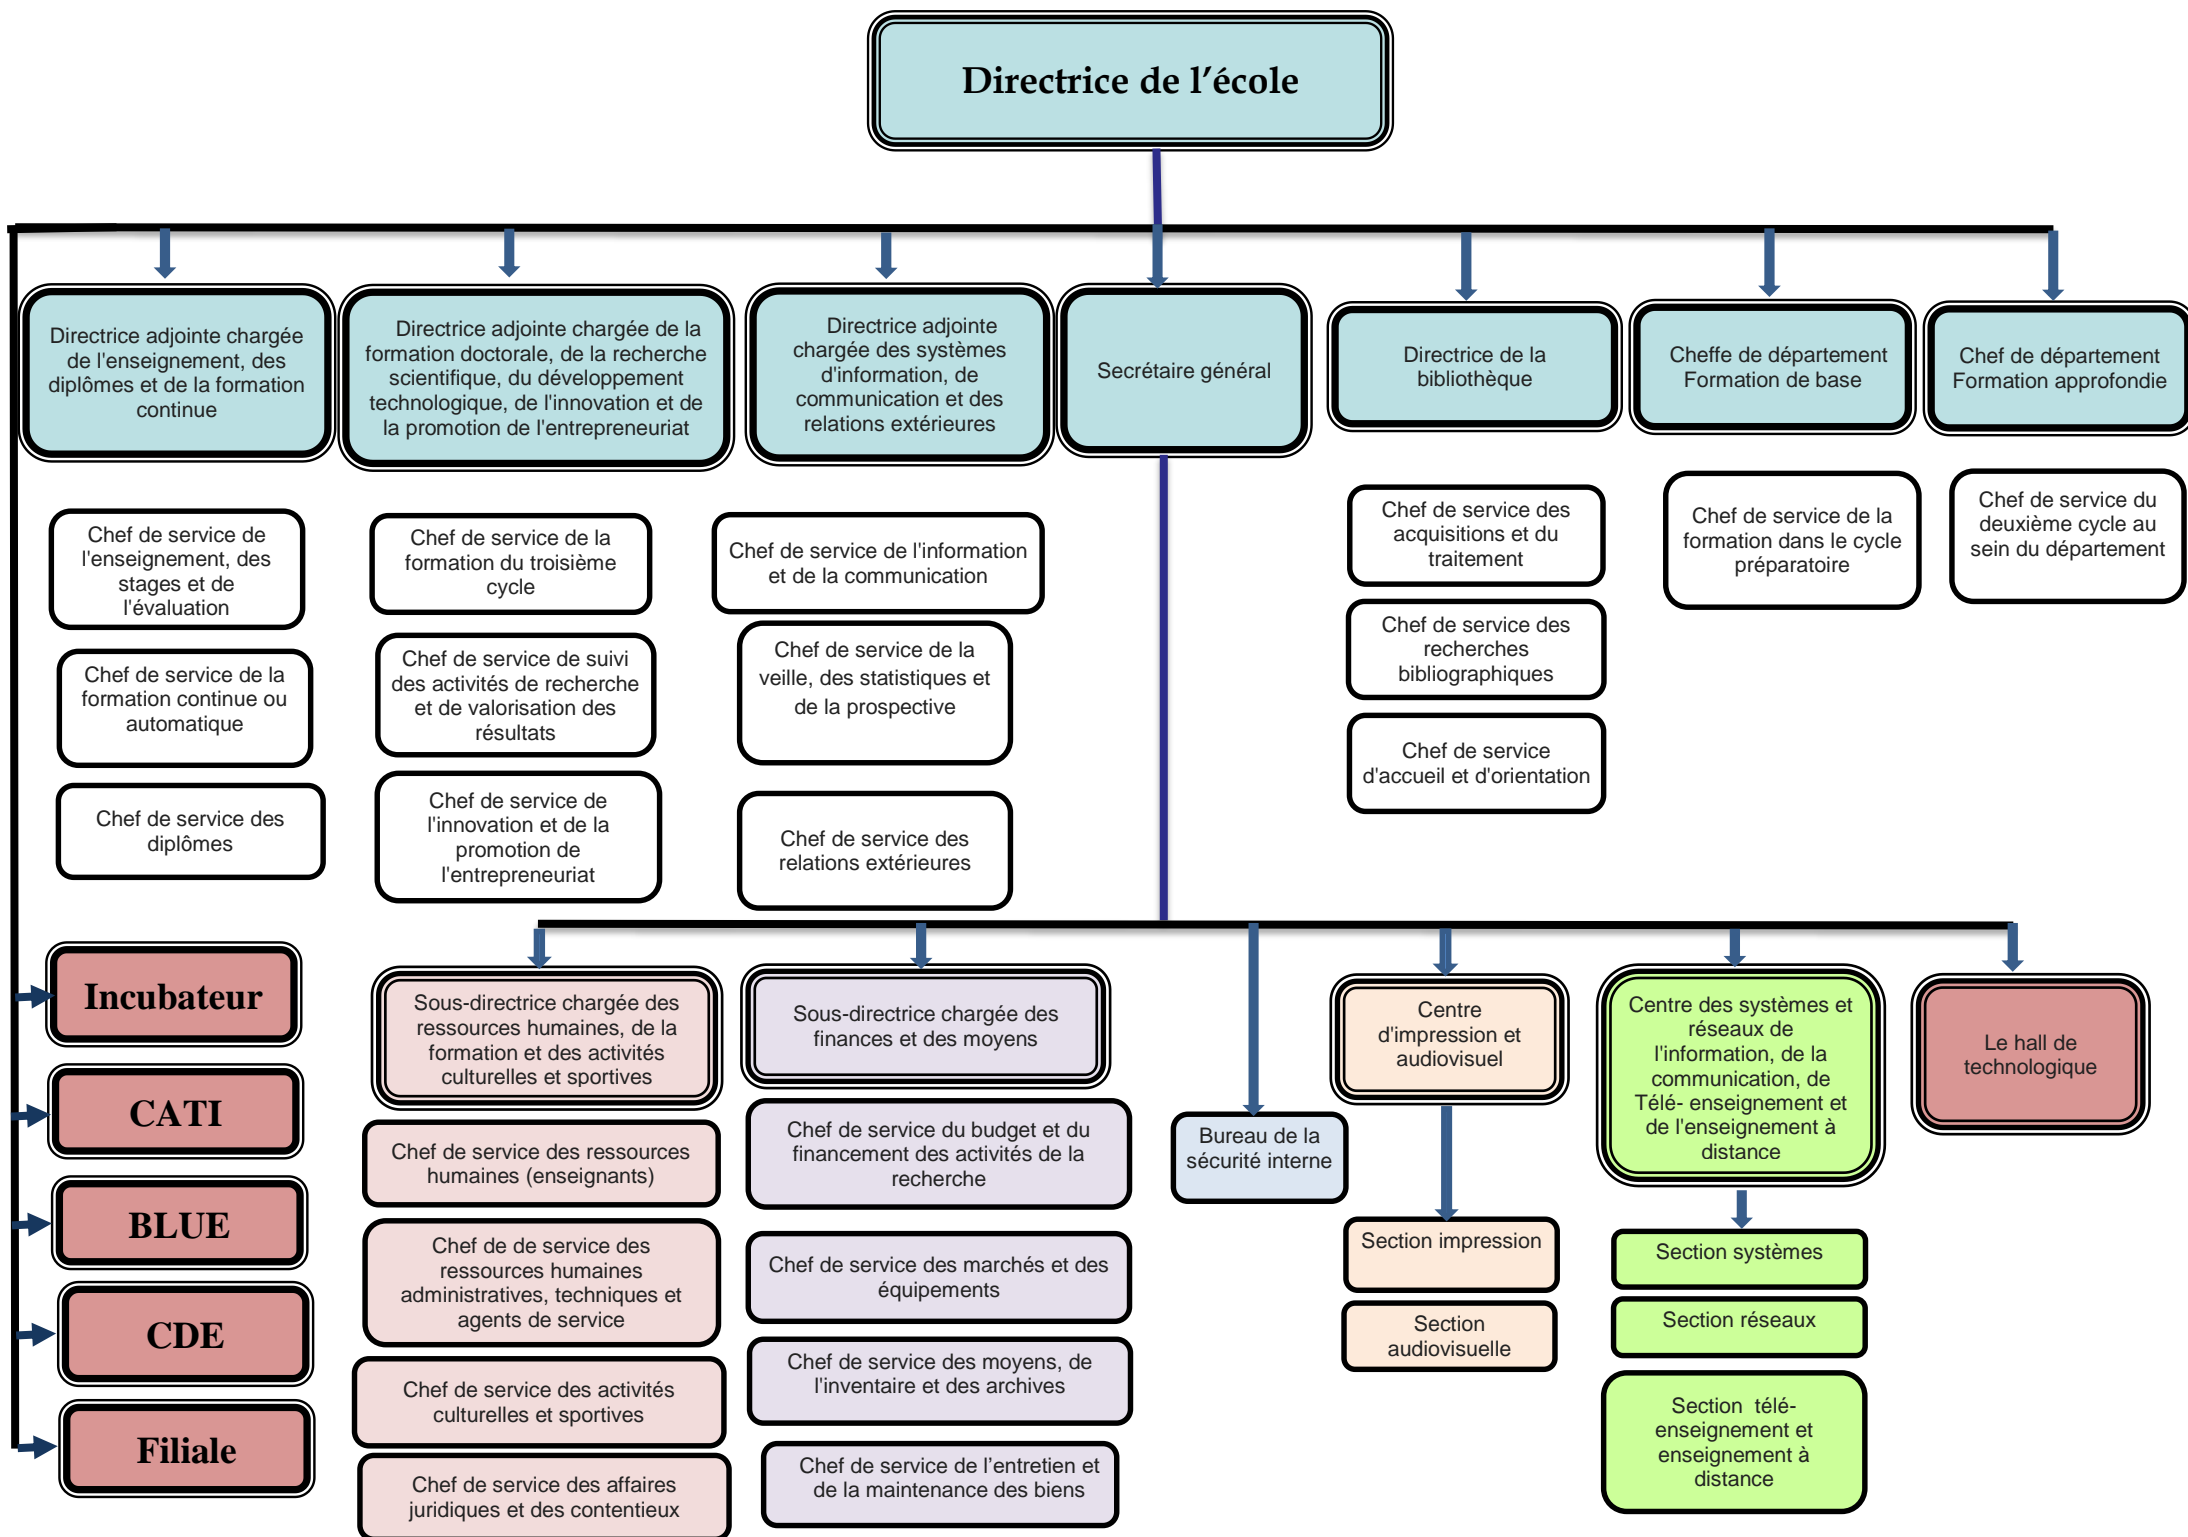 Directrice de l’école
Directrice adjointe chargée
de l'enseignement, des
diplômes et de la formation
continue
Directrice adjointe chargée de la
formation doctorale, de la recherche
scientifique, du développement
technologique, de l'innovation et de
la promotion de l'entrepreneuriat
Directrice adjointe
chargée des systèmes
d'information, de
communication et des
relations extérieures
Secrétaire général
Directrice de la
bibliothèque
Cheffe de département
Formation de base
Chef de département
Formation approfondie
Chef de service de
l'enseignement, des
stages et de
l'évaluation
Chef de service de la
formation continue ou
automatique
Chef de service des
diplômes
Chef de service de la
formation du troisième
cycle
Chef de service de suivi
des activités de recherche
et de valorisation des
résultats
Chef de service de
l'innovation et de la
promotion de
l'entrepreneuriat
Chef de service de l'information
et de la communication
Chef de service de la
veille, des statistiques et
de la prospective
Chef de service des
relations extérieures
Chef de service des
acquisitions et du
traitement
Chef de service des
recherches
bibliographiques
Chef de service
d'accueil et d'orientation
Chef de service de la
formation dans le cycle
préparatoire
Chef de service du
deuxième cycle au
sein du département
Incubateur
CATI
BLUE
CDE
Filiale
Sous-directrice chargée des
ressources humaines, de la
formation et des activités
culturelles et sportives
Chef de service des ressources
humaines (enseignants)
Chef de de service des
ressources humaines
administratives, techniques et
agents de service
Chef de service des activités
culturelles et sportives
Chef de service des affaires
juridiques et des contentieux
Sous-directrice chargée des
finances et des moyens
Chef de service du budget et du
financement des activités de la
recherche
Chef de service des marchés et des
équipements
Chef de service des moyens, de
l'inventaire et des archives
Chef de service de l’entretien et
de la maintenance des biens
Bureau de la
sécurité interne
Centre
d'impression et
audiovisuel
Section impression
Section
audiovisuelle
Centre des systèmes et
réseaux de
l'information, de la
communication, de
Télé- enseignement et
de l'enseignement à
distance
Section systèmes
Section réseaux
Section  télé-
enseignement et
enseignement à
distance
Le hall de
technologique